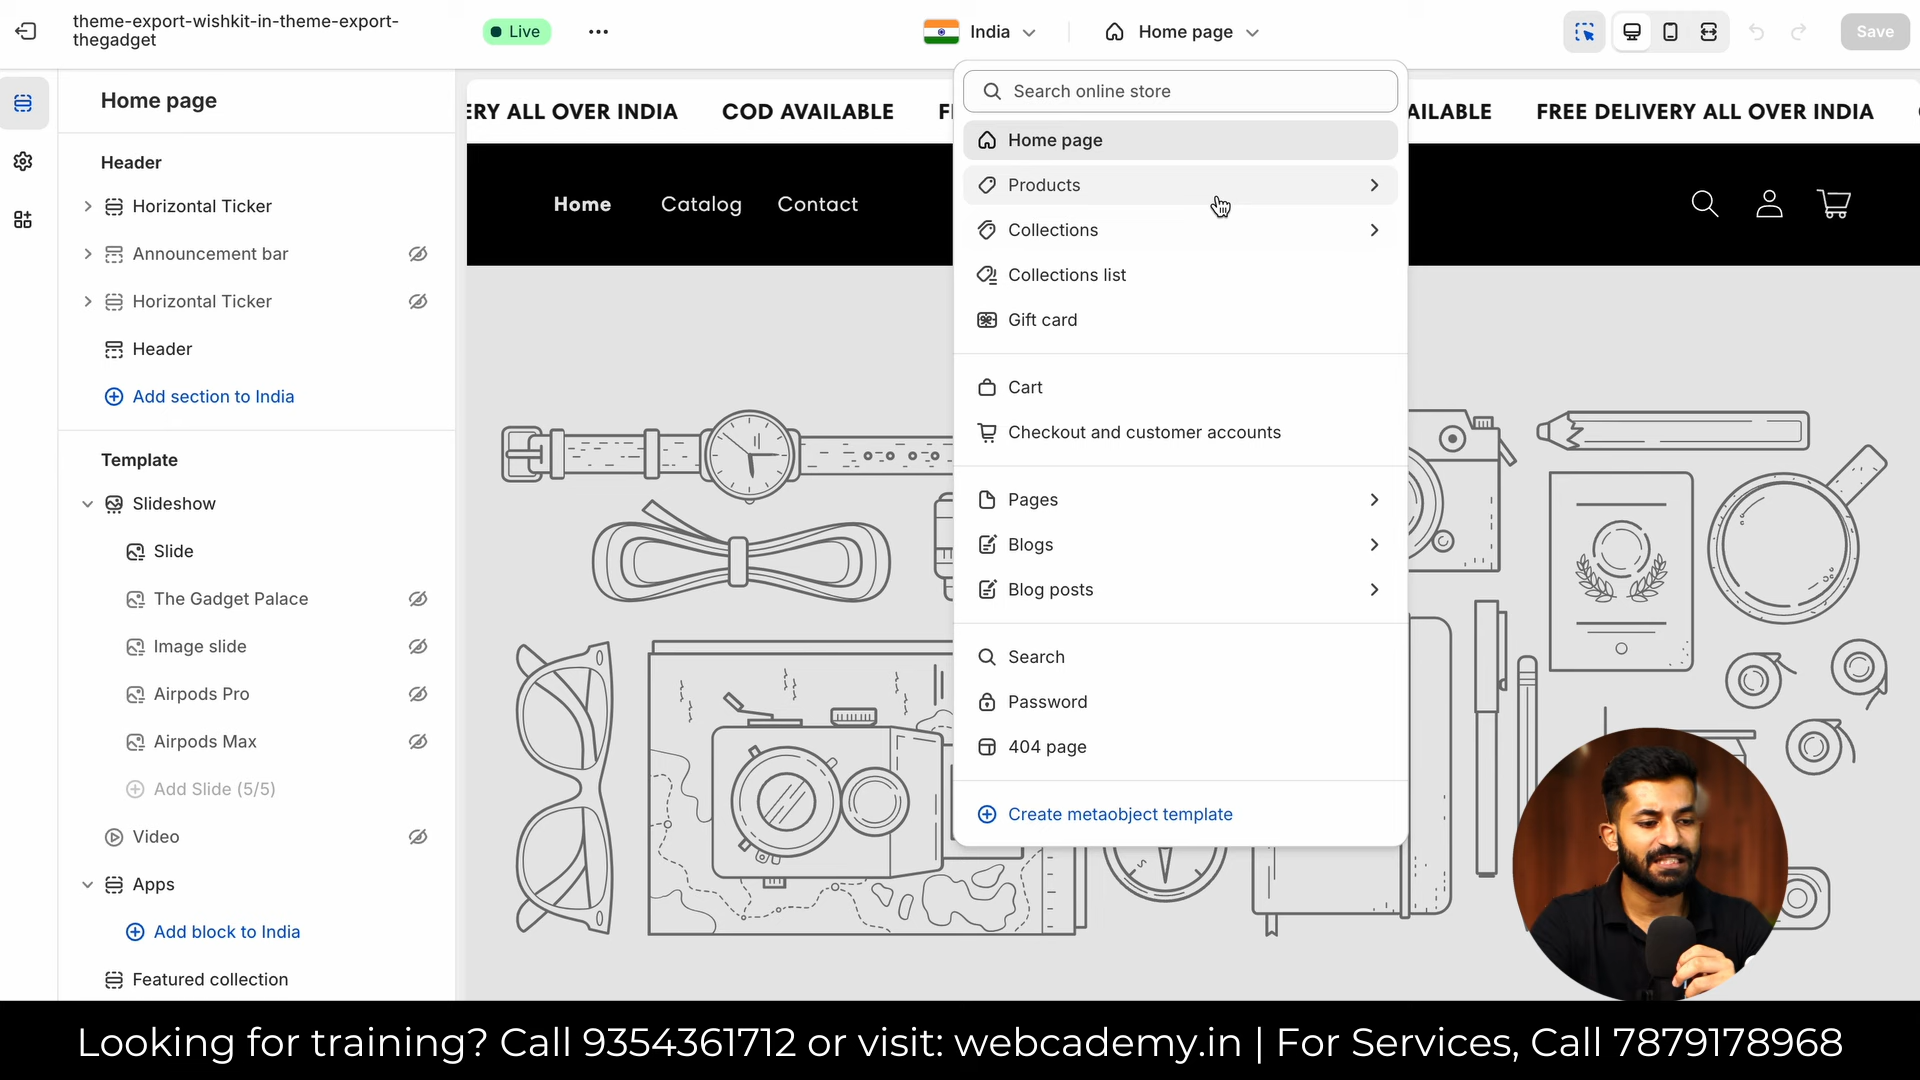 theme-export-wishkit-in-theme-export-
thegadget
Live
India
Home page
Save
Home page
Header
Horizontal Ticker
Announcement bar
Horizontal Ticker
Header
Add section to India
Template
Slideshow
Slide
The Gadget Palace
Image slide
Airpods Pro
Airpods Max
Add Slide (5/5)
Video
Apps
Add block to India
Featured collection
ERY ALL OVER INDIA
COD AVAILABLE
AILABLE
FREE DELIVERY ALL OVER INDIA
Home
Catalog
Contact
Search online store
Home page
Products
Collections
Collections list
Gift card
Cart
Checkout and customer accounts
Pages
Blogs
Blog posts
Search
Password
404 page
Create metaobject template
Looking for training? Call 9354361712 or visit: webcademy.in | For Services, Call 7879178968